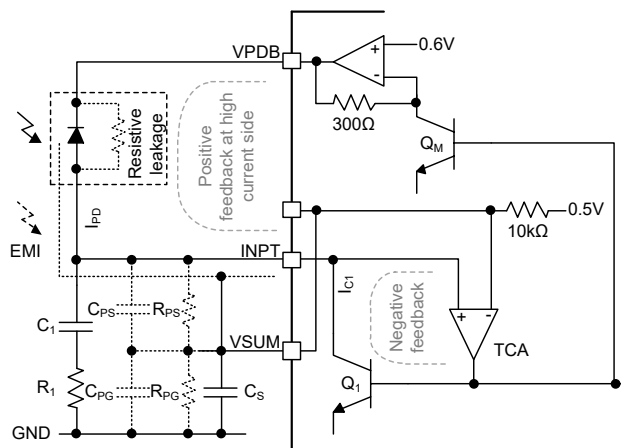 VPDB
+
0.6V
-
300Ω
Resistive
leakage
Positive
feedback at high
current side
QM
IPD
EMI
0.5V
10kΩ
INPT
IC1
Negative
feedback
+ -
TCA
CPS
RPS
C1
VSUM
R1
CPG
RPG
CS
Q1
GND